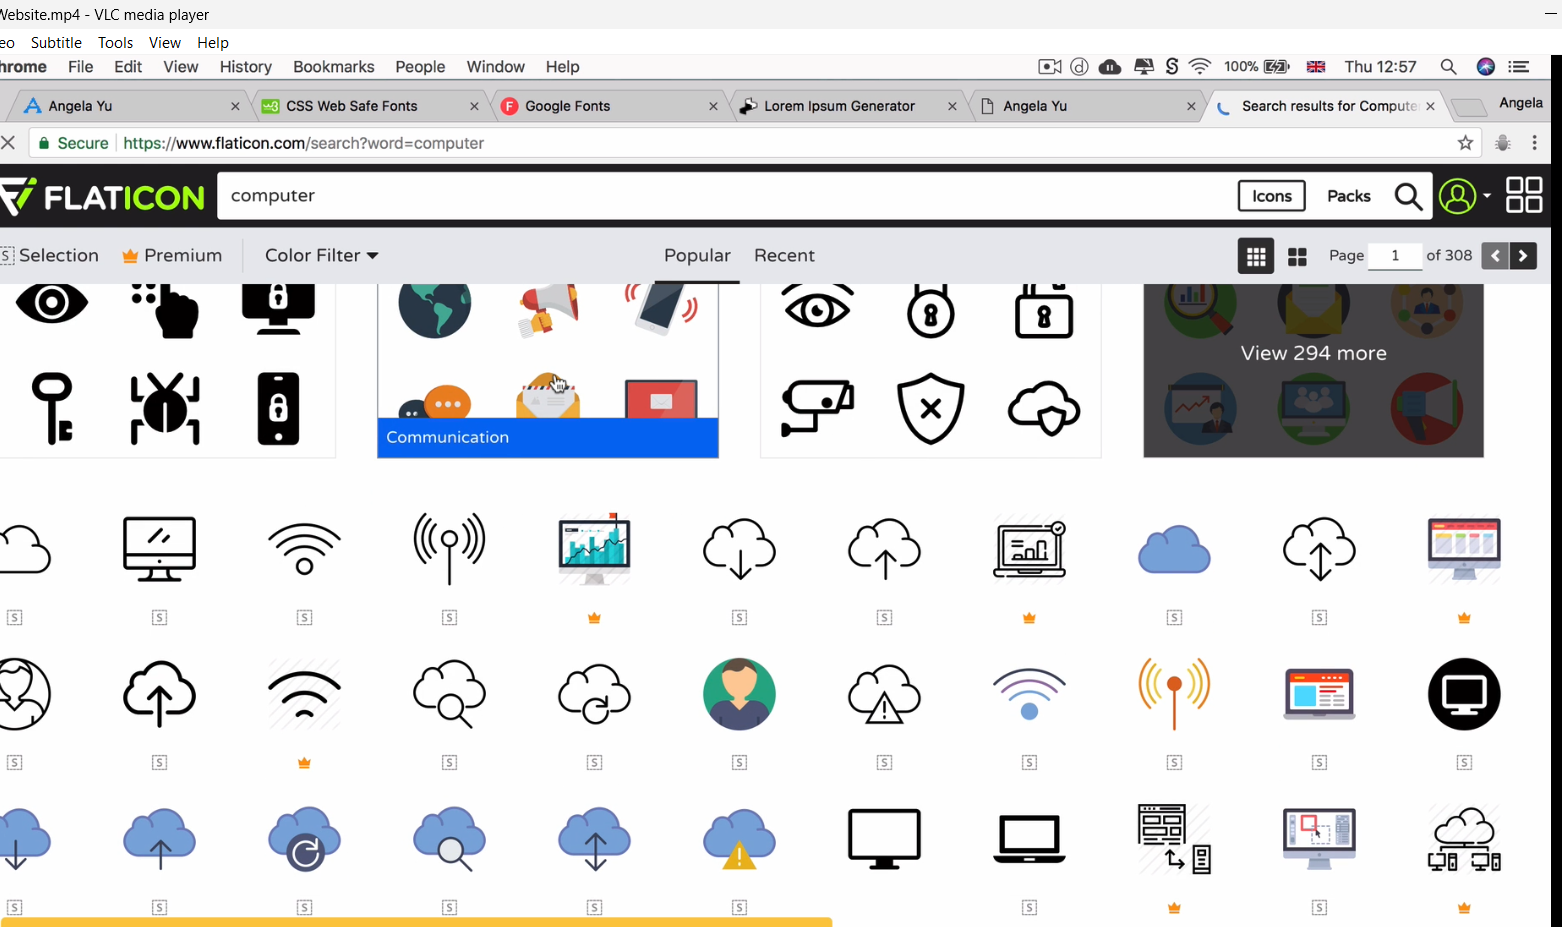 Website.mp4 - VLC media player
eo Subtitle Tools View Help
hrome File Edit View History Bookmarks People Window Help 100% Thu 12:57
Angela Yu CSS Web Safe Fonts Google Fonts Lorem Ipsum Generator Angela Yu Search results for Compute Angela
Secure https://www.flaticon.com/search?word=computer
FLATICON computer Icons Packs
S Selection Premium Color Filter Popular Recent Page 1 of 308
View 294 more
Communication
S S S S S S S S
S S S S S S S S S S
S S S S S S S S